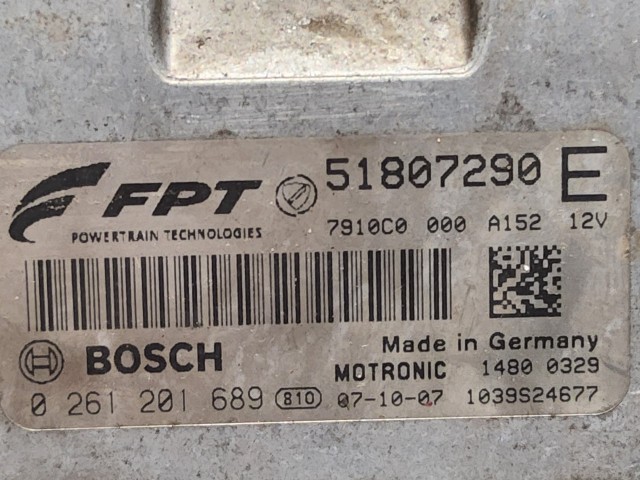 FPT 51807290 E
POWERTRAIN TECHNOLOGIES 7910C0 000 A152 12V
Made in Germany
BOSCH MOTRONIC 1480 0329
0 261 201 689 810 07-10-07 1039S24677